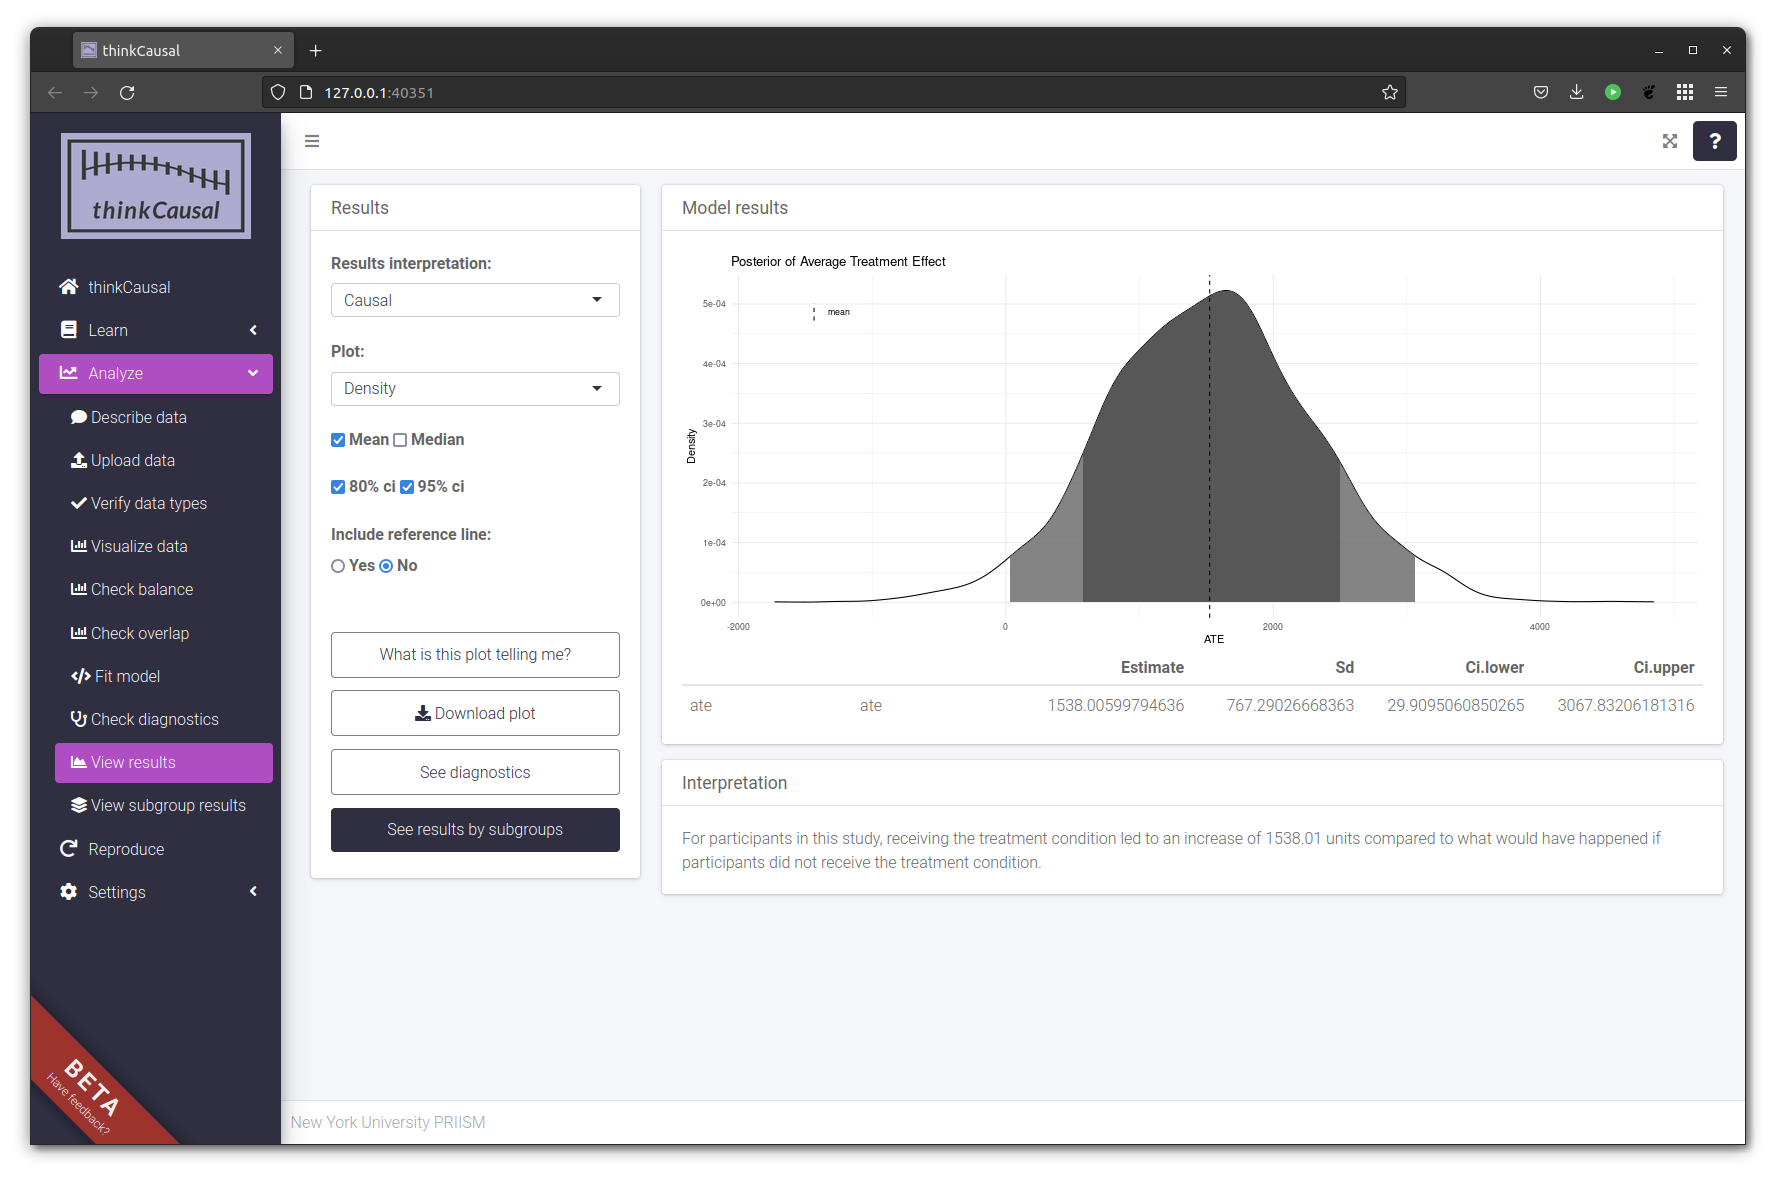 thinkCausal
127.0.0.1:40351
thinkCausal
thinkCausal
Learn
Analyze
Describe data
Upload data
Verify data types
Visualize data
Check balance
Check overlap
Fit model
Check diagnostics
View results
View subgroup results
Reproduce
Settings
BETA
Have feedback?
?
Results
Results interpretation:
Causal
Plot:
Density
Mean Median
80% ci 95% ci
Include reference line:
Yes No
What is this plot telling me?
Download plot
See diagnostics
See results by subgroups
Model results
Posterior of Average Treatment Effect
mean
Density
5e-04
4e-04
3e-04
2e-04
1e-04
0e+00
-2000 0 2000 4000
ATE
Estimate Sd Ci.lower Ci.upper
ate ate 1538.00599794636 767.29026668363 29.9095060850265 3067.83206181316
Interpretation
For participants in this study, receiving the treatment condition led to an increase of 1538.01 units compared to what would have happened if
participants did not receive the treatment condition.
New York University PRIISM